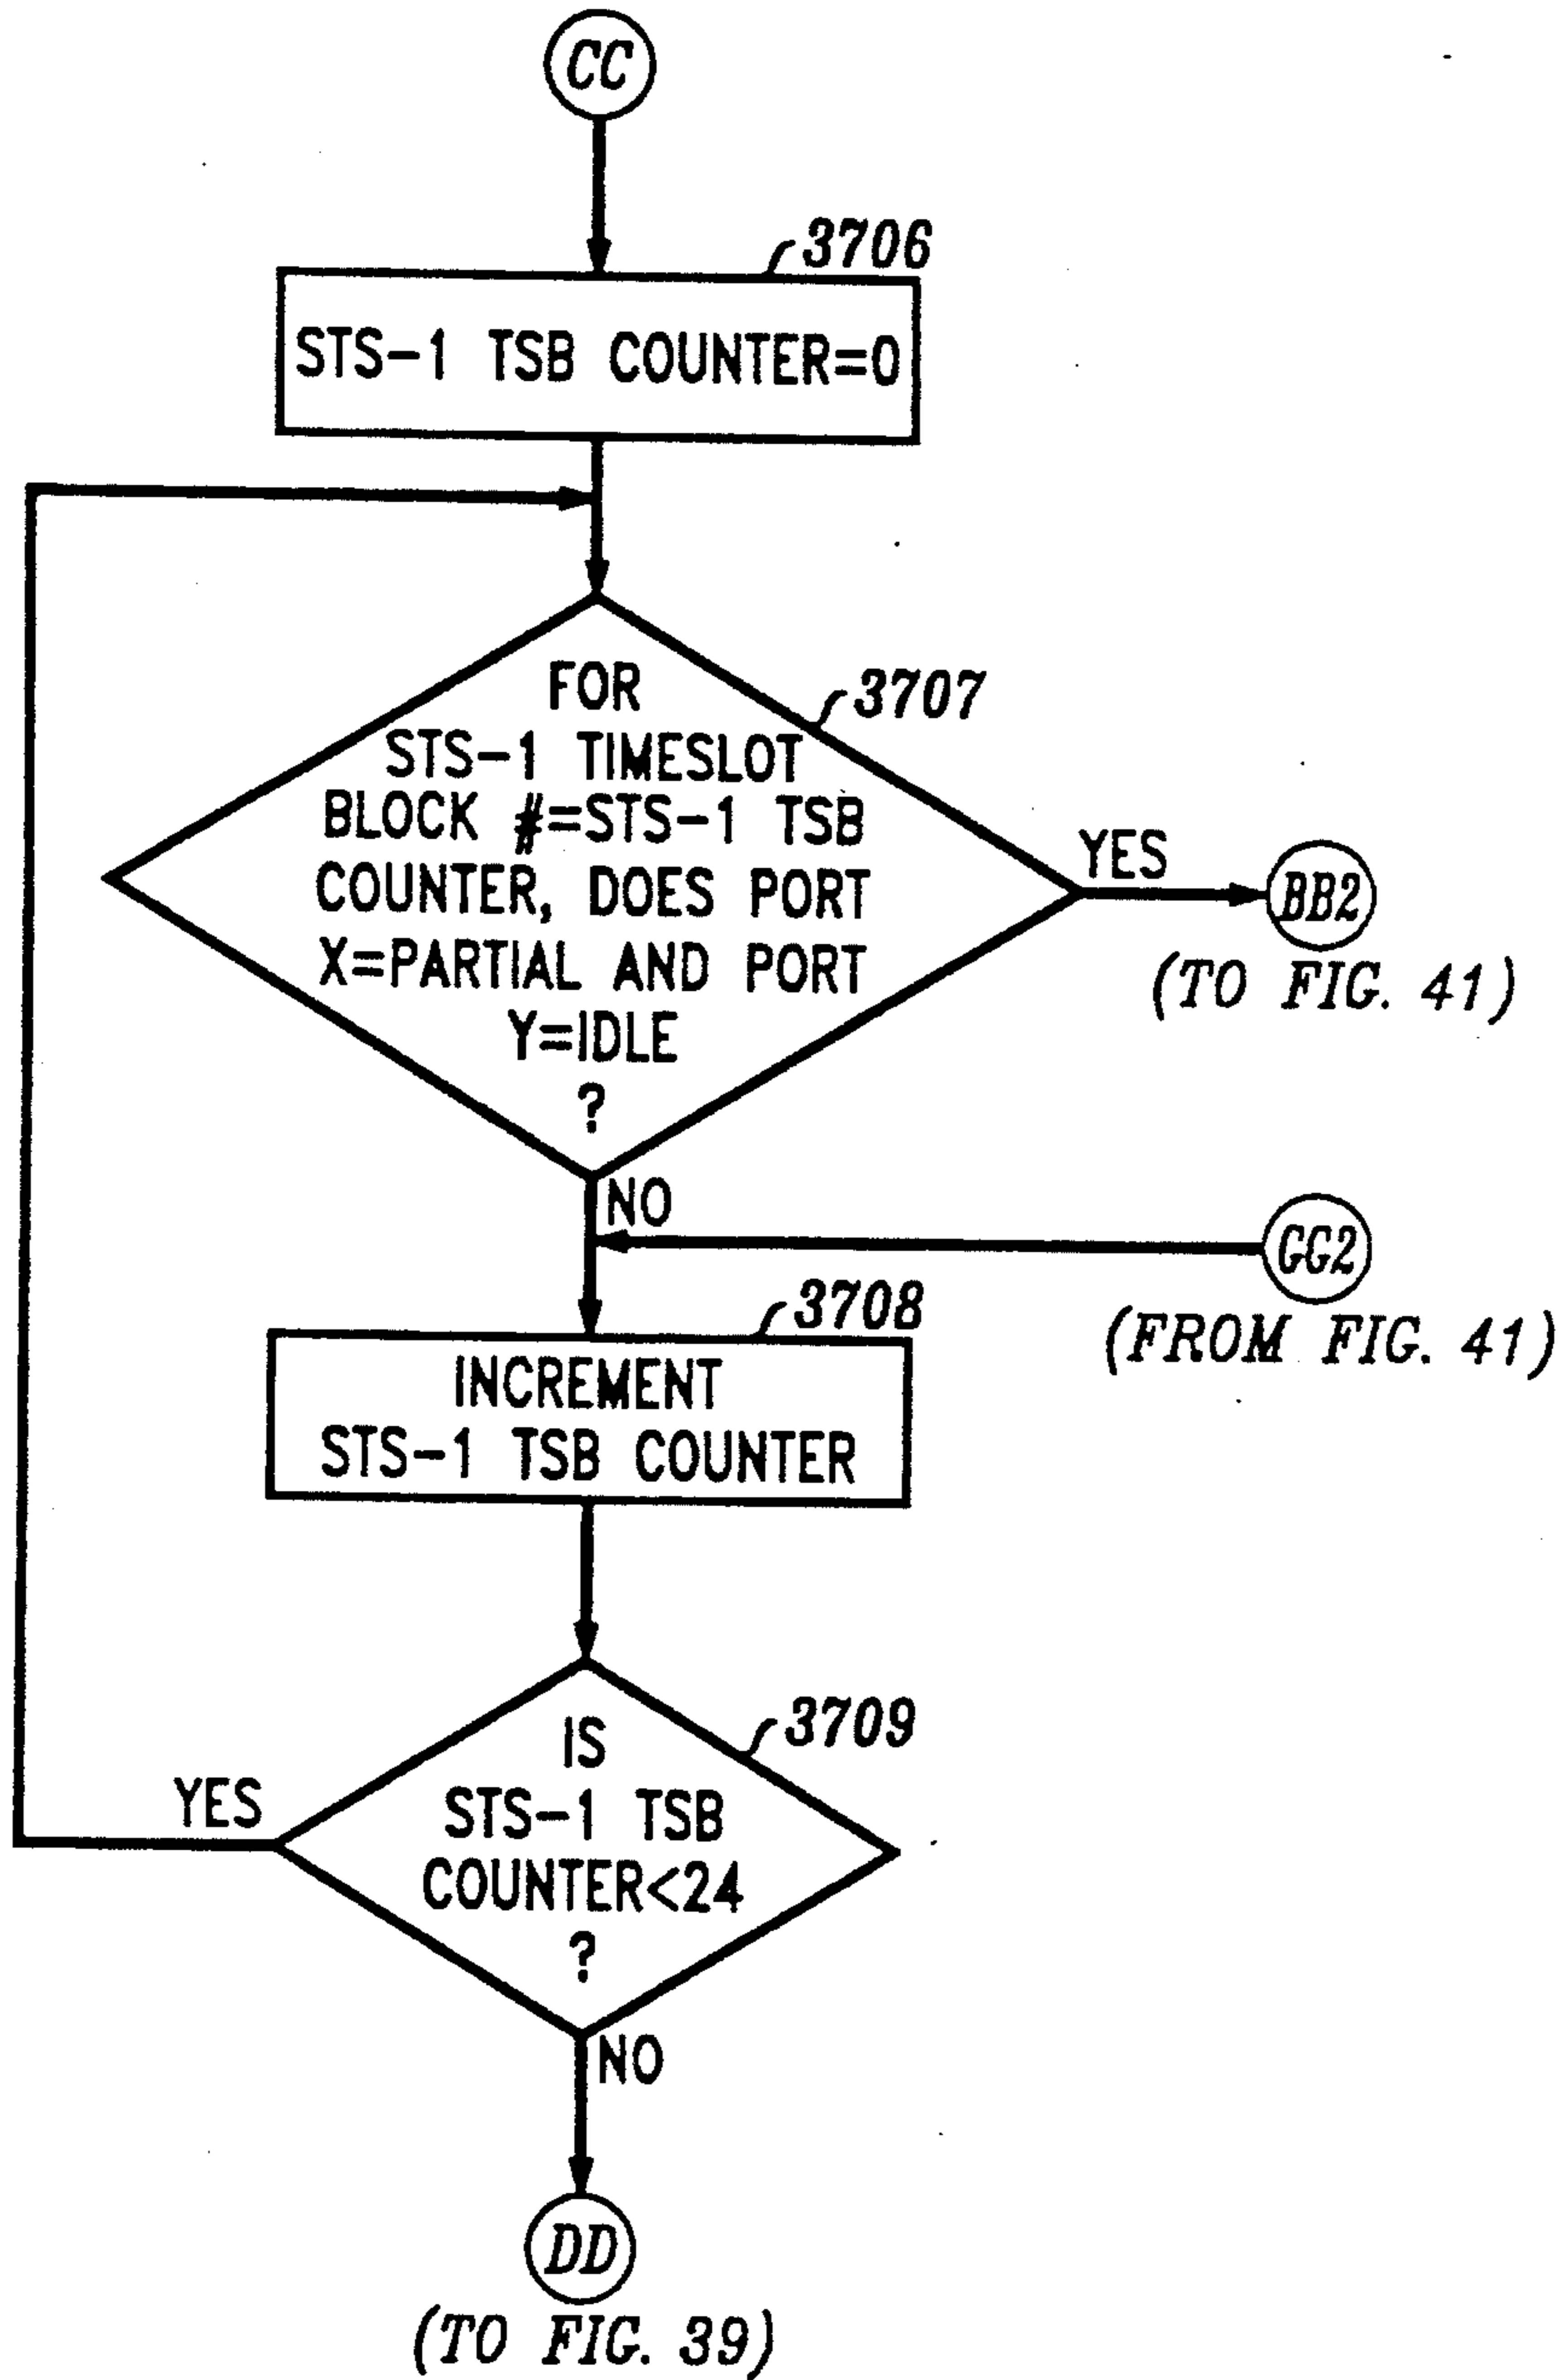 CC
3706
STS-1 TSB COUNTER=0
FOR
3707
STS-1 TIMESLOT
BLOCK #=STS-1 TSB
COUNTER, DOES PORT
X=PARTIAL AND PORT
Y=IDLE
?
YES
BB2
(TO FIG. 41)
NO
GG2
(FROM FIG. 41)
3708
INCREMENT
STS-1 TSB COUNTER
3709
IS
STS-1 TSB
COUNTER<24
?
YES
NO
DD
(TO FIG. 39)